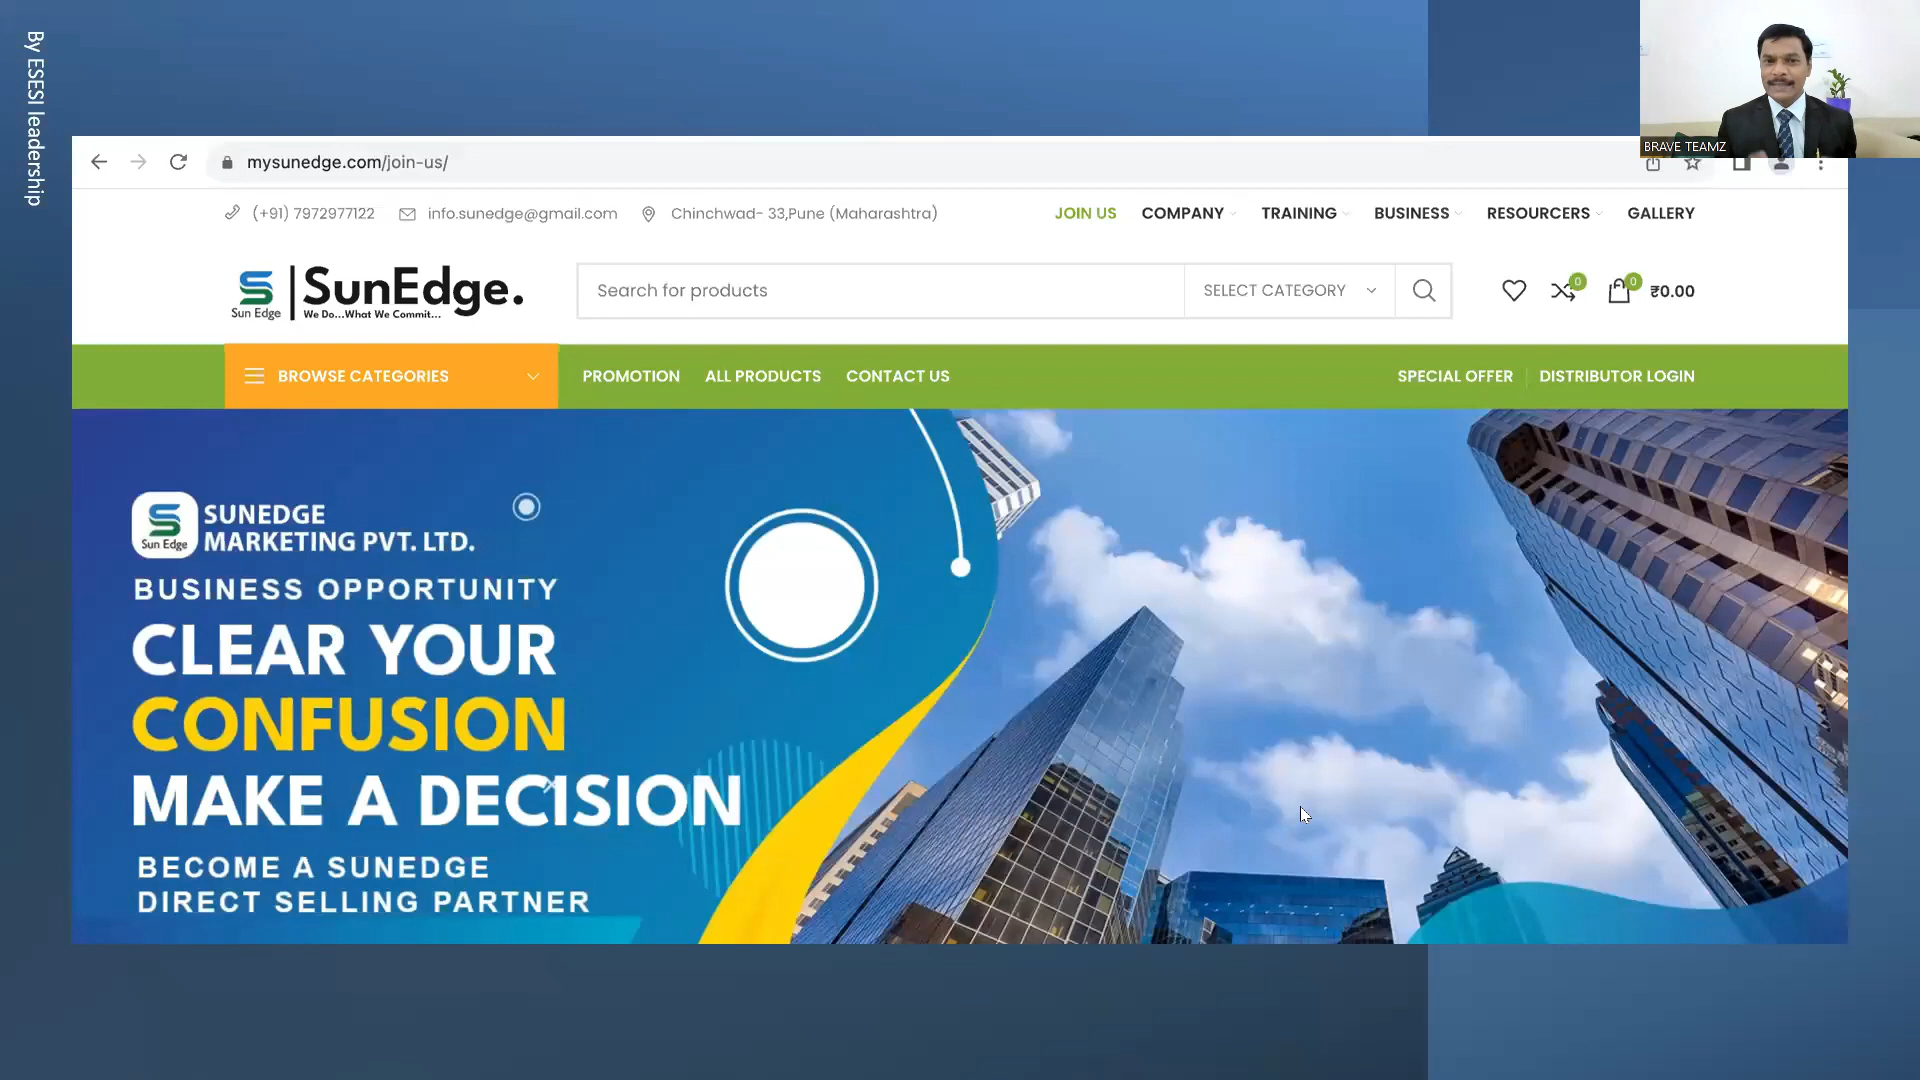 By ESESI leadership
BRAVE TEAMZ
mysunedge.com/join-us/
(+91) 7972977122 info.sunedge@gmail.com Chinchwad- 33,Pune (Maharashtra) JOIN US COMPANY TRAINING BUSINESS RESOURCERS GALLERY
Sun Edge
SunEdge.
We Do...What We Commit...
Search for products SELECT CATEGORY 0 0 ₹0.00
BROWSE CATEGORIES PROMOTION ALL PRODUCTS CONTACT US SPECIAL OFFER DISTRIBUTOR LOGIN
Sun Edge
SUNEDGE
MARKETING PVT. LTD.
BUSINESS OPPORTUNITY
CLEAR YOUR
CONFUSION
MAKE A DECISION
BECOME A SUNEDGE
DIRECT SELLING PARTNER